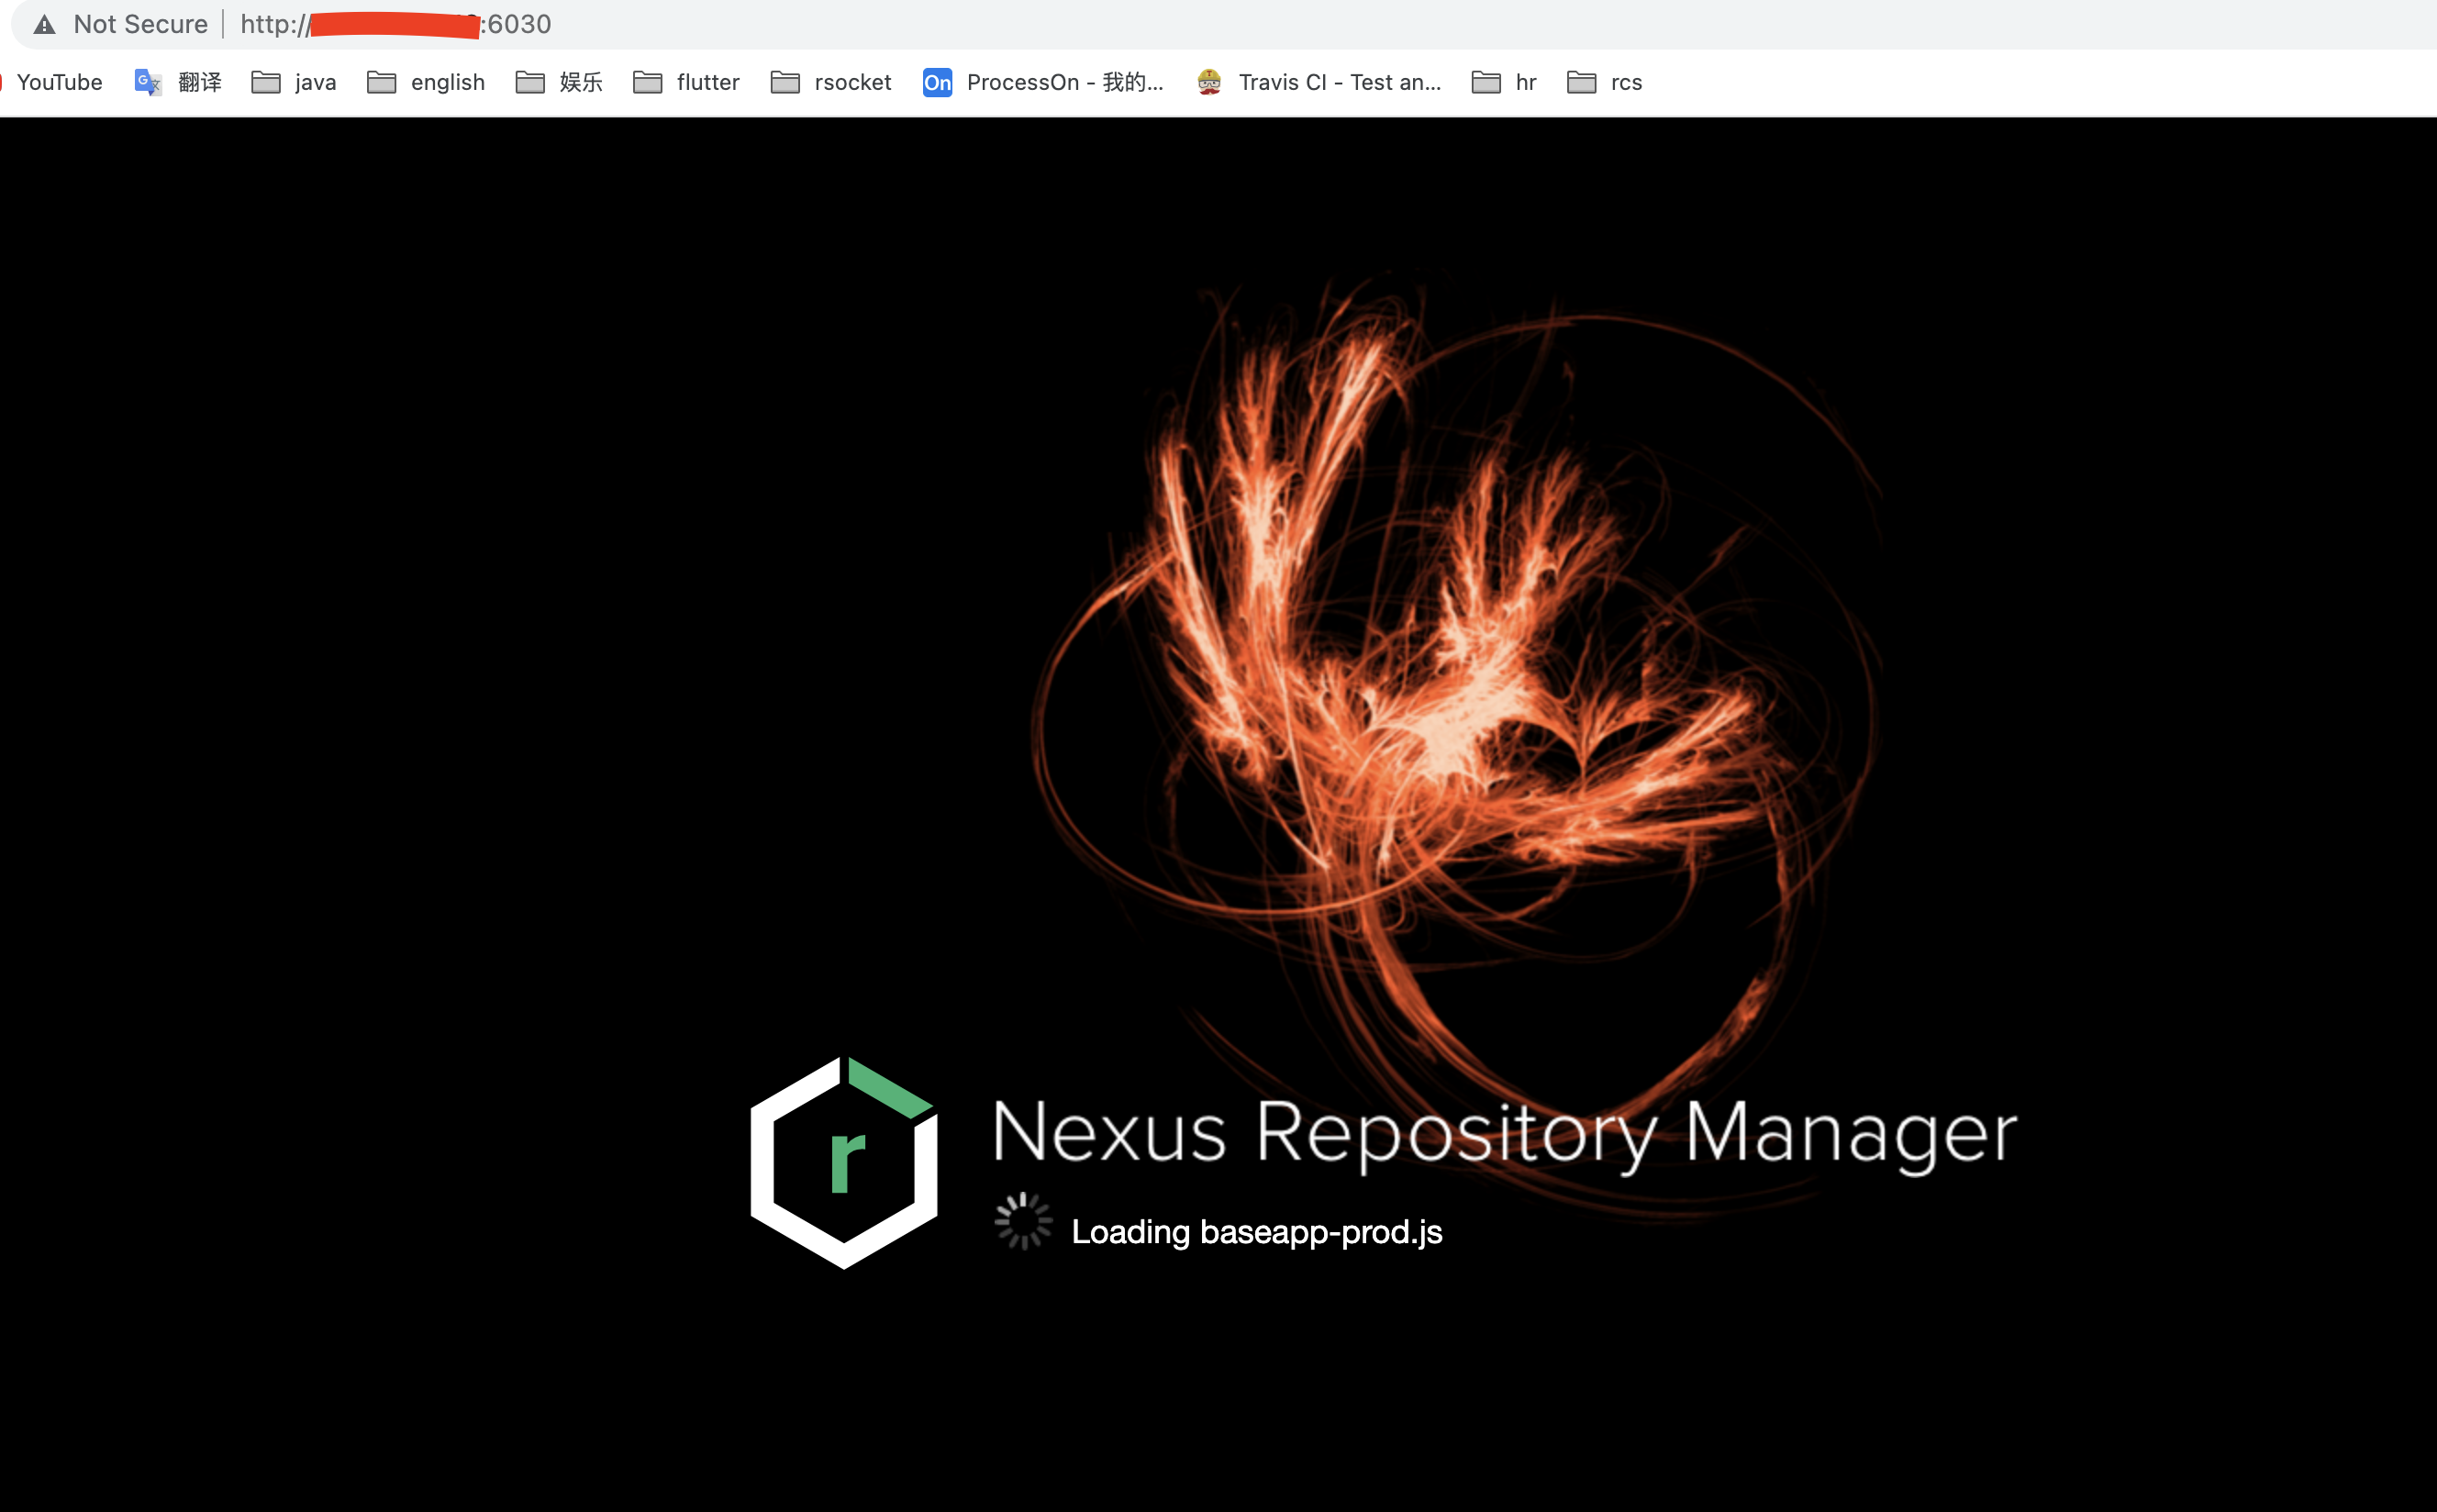 Not Secure http://:6030
YouTube 翻译 java english 娱乐 flutter rsocket On ProcessOn - 我的... Travis CI - Test an... hr rcs
r
Nexus Repository Manager
Loading baseapp-prod.js